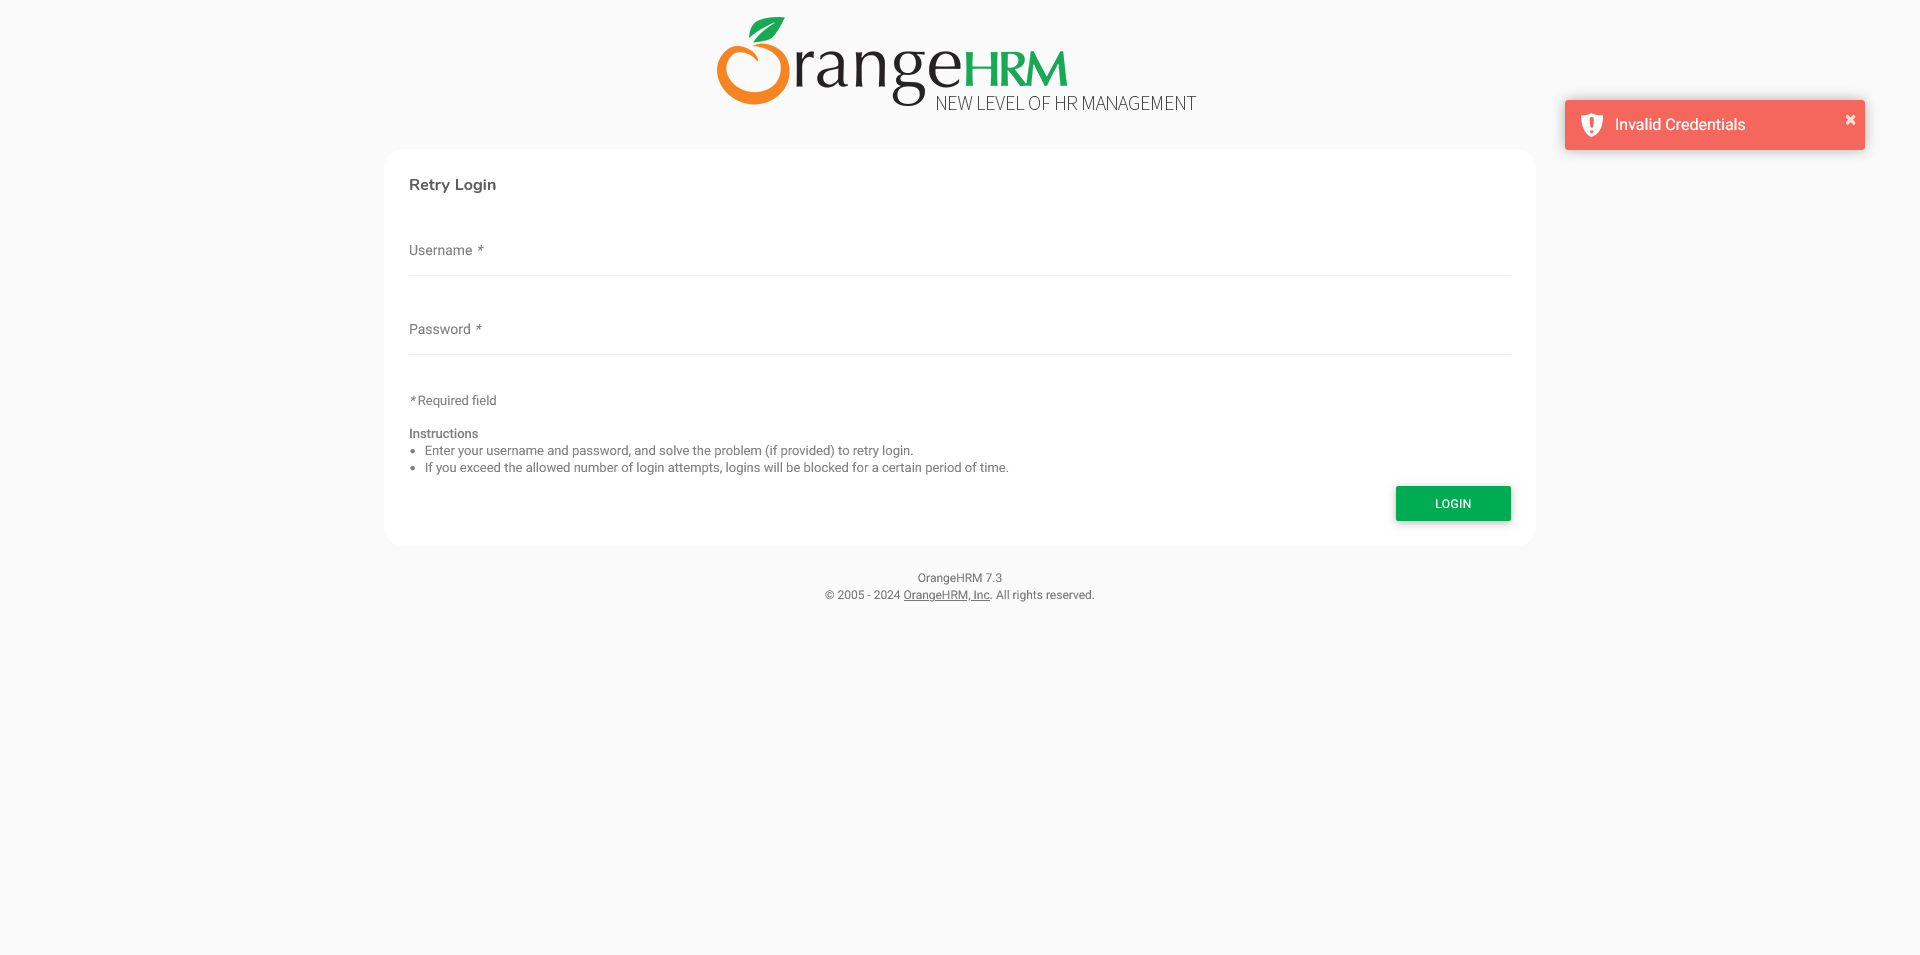 OrangeHRM
NEW LEVEL OF HR MANAGEMENT
Invalid Credentials
×
Retry Login
Username *
Password *
* Required field
Instructions
• Enter your username and password, and solve the problem (if provided) to retry login.
• If you exceed the allowed number of login attempts, logins will be blocked for a certain period of time.
LOGIN
OrangeHRM 7.3
© 2005 - 2024 OrangeHRM, Inc. All rights reserved.